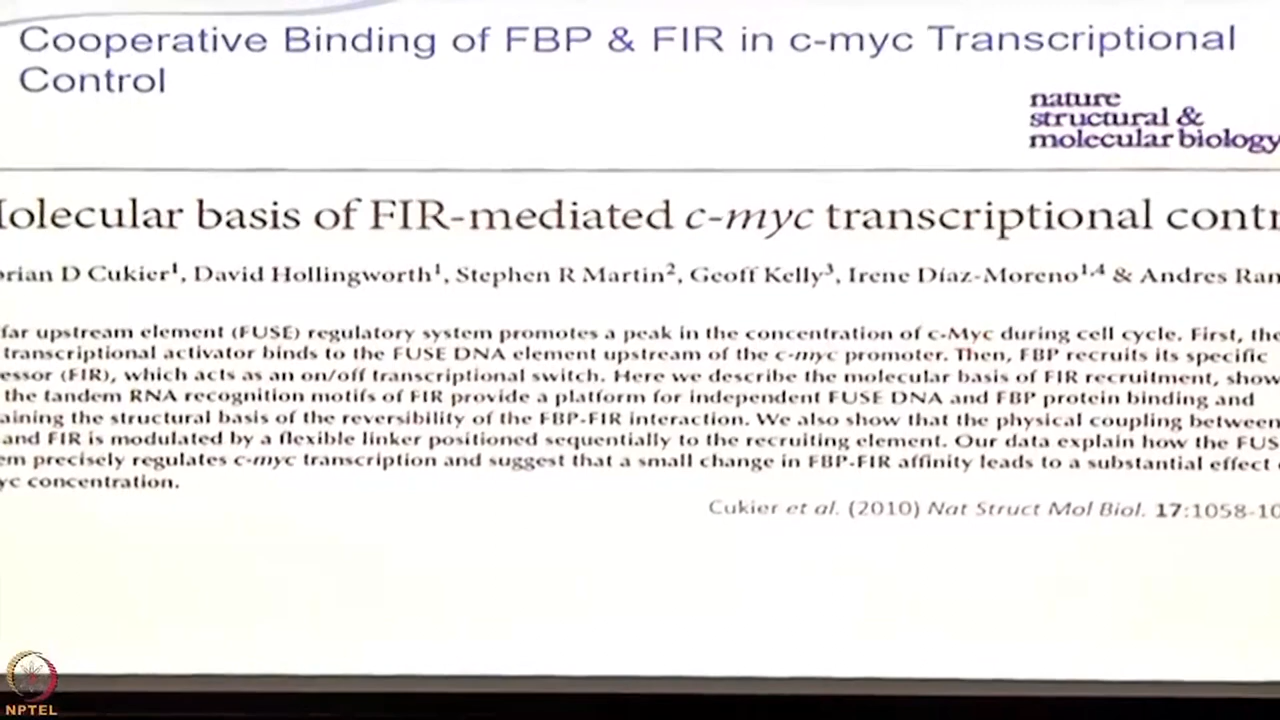 Cooperative Binding of FBP & FIR in c-myc Transcriptional
Control
nature
structural &
molecular biology
olecular basis of FIR-mediated c-myc transcriptional contr
rian D Cukier1, David Hollingworth1, Stephen R Martin2, Geoff Kelly3, Irene Díaz-Moreno1,4 & Andres Ran
far upstream element (FUSE) regulatory system promotes a peak in the concentration of c-Myc during cell cycle. First, the
transcriptional activator binds to the FUSE DNA element upstream of the c-myc promoter. Then, FBP recruits its specific
essor (FIR), which acts as an on/off transcriptional switch. Here we describe the molecular basis of FIR recruitment, show
the tandem RNA recognition motifs of FIR provide a platform for independent FUSE DNA and FBP protein binding and
aining the structural basis of the reversibility of the FBP-FIR interaction. We also show that the physical coupling between
and FIR is modulated by a flexible linker positioned sequentially to the recruiting element. Our data explain how the FUS
em precisely regulates c-myc transcription and suggest that a small change in FBP-FIR affinity leads to a substantial effect
yc concentration.
Cukier et al. (2010) Nat Struct Mol Biol. 17:1058-10
NPTEL